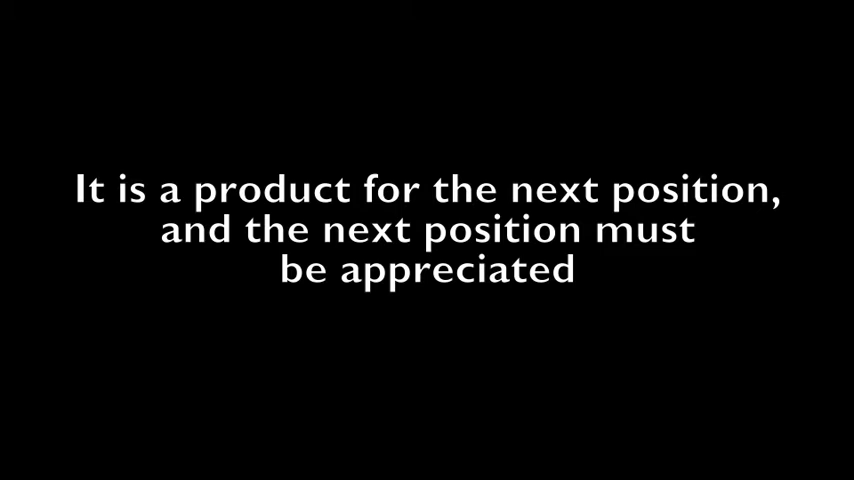 It is a product for the next position,
and the next position must
be appreciated